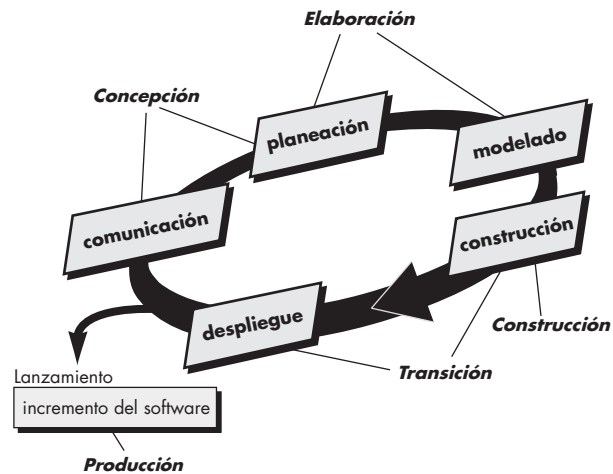 Elaboración
Concepción
planeación
modelado
comunicación
construcción
despliegue
Construcción
Transición
Lanzamiento
incremento del software
Producción